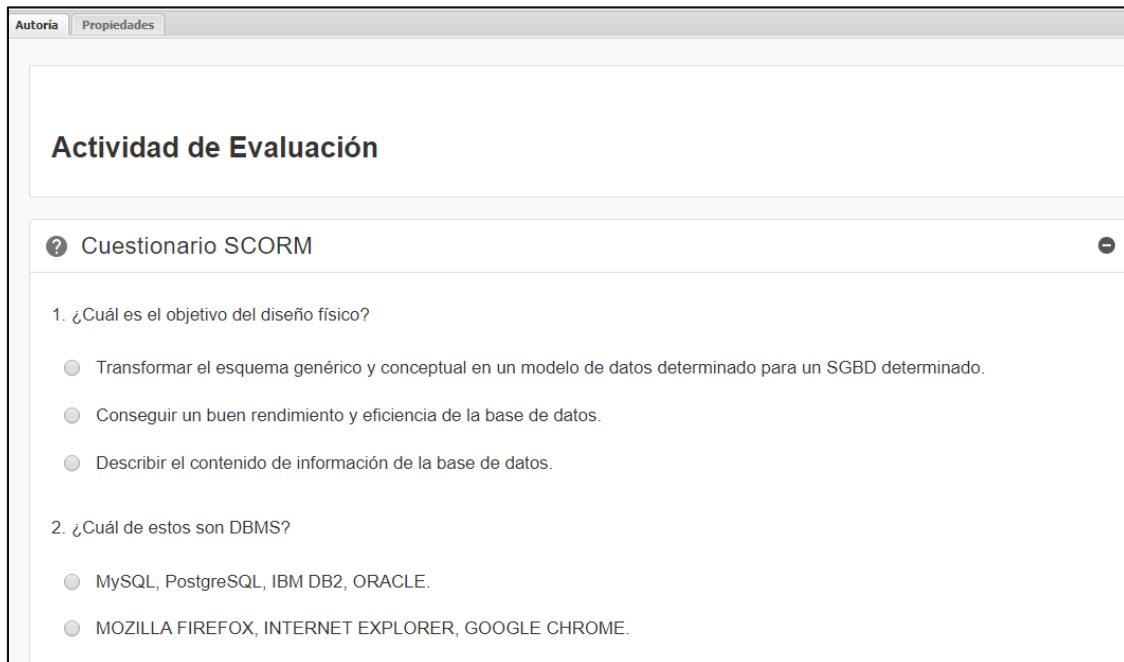 Autoría Propiedades
Actividad de Evaluación
Cuestionario SCORM
1. ¿Cuál es el objetivo del diseño físico?
Transformar el esquema genérico y conceptual en un modelo de datos determinado para un SGBD determinado.
Conseguir un buen rendimiento y eficiencia de la base de datos.
Describir el contenido de información de la base de datos.
2. ¿Cuál de estos son DBMS?
MySQL, PostgreSQL, IBM DB2, ORACLE.
MOZILLA FIREFOX, INTERNET EXPLORER, GOOGLE CHROME.